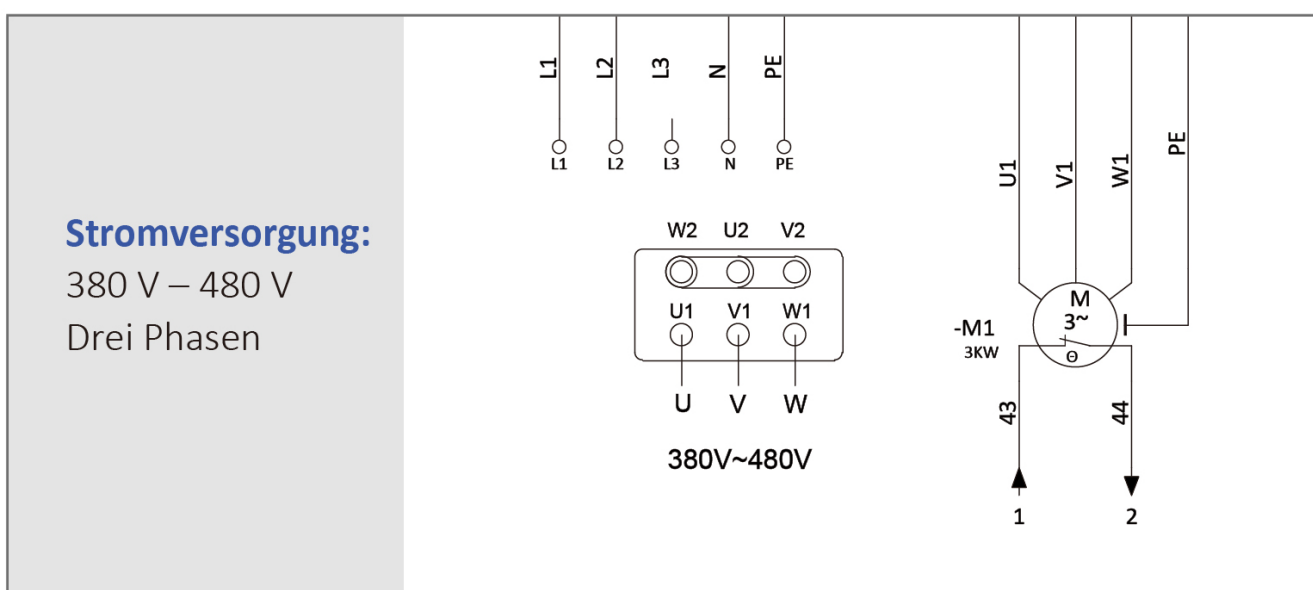 Stromversorgung:
380 V – 480 V
Drei Phasen
L1 L2 L3 N PE
L1 L2 L3 N PE
W2 U2 V2
U1 V1 W1
U V W
380V~480V
U1 V1 W1 PE
M
3~
-M1
3KW
Θ
43 44
1 2